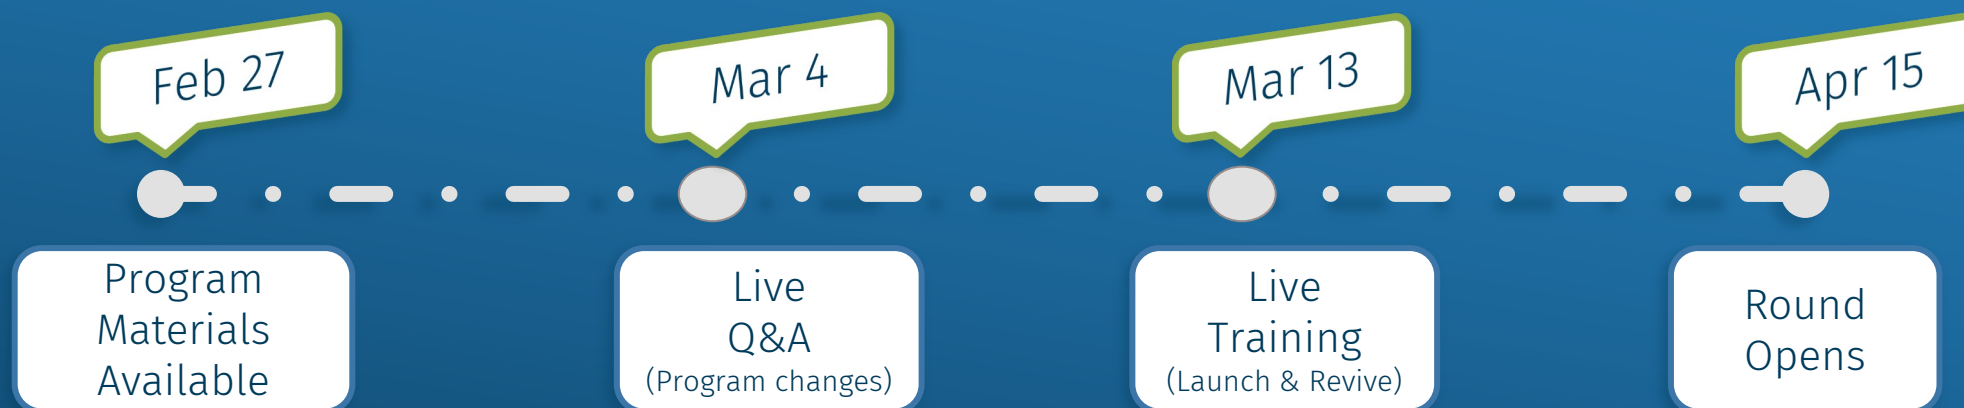 Feb 27
Mar 4
Mar 13
Apr 15
Program
Materials
Available
Live
Q&A
(Program changes)
Live
Training
(Launch & Revive)
Round
Opens